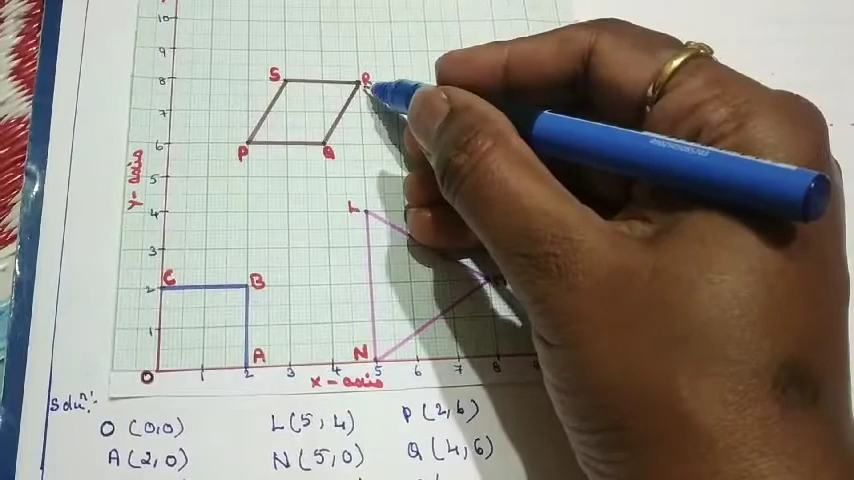 10
9
8 S R
7
6 P Q
5
y-axis
4 L
3
2 C B
1
O A N
1 2 3 4 5 6 7 8
x-axis
Soln:
O (0,0) L(5,4) P(2,6)
A(2,0) N(5,0) Q(4,6)